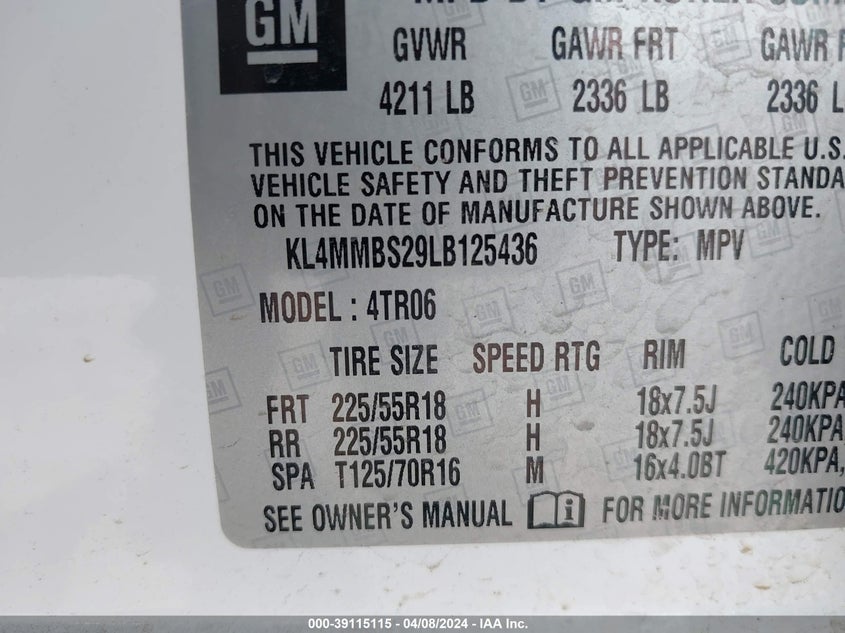 GM
GVWR GAWR FRT GAWR
4211 LB 2336 LB 2336
THIS VEHICLE CONFORMS TO ALL APPLICABLE U.S.
VEHICLE SAFETY AND THEFT PREVENTION STANDA
ON THE DATE OF MANUFACTURE SHOWN ABOVE.
KL4MMBS29LB125436 TYPE: MPV
MODEL : 4TR06
TIRE SIZE SPEED RTG RIM COLD
FRT 225/55R18 H 18x7.5J 240KPA
RR 225/55R18 H 18x7.5J 240KPA
SPA T125/70R16 M 16x4.0BT 420KPA,
SEE OWNER'S MANUAL FOR MORE INFORMATIO
000-39115115 - 04/08/2024 - IAA Inc.